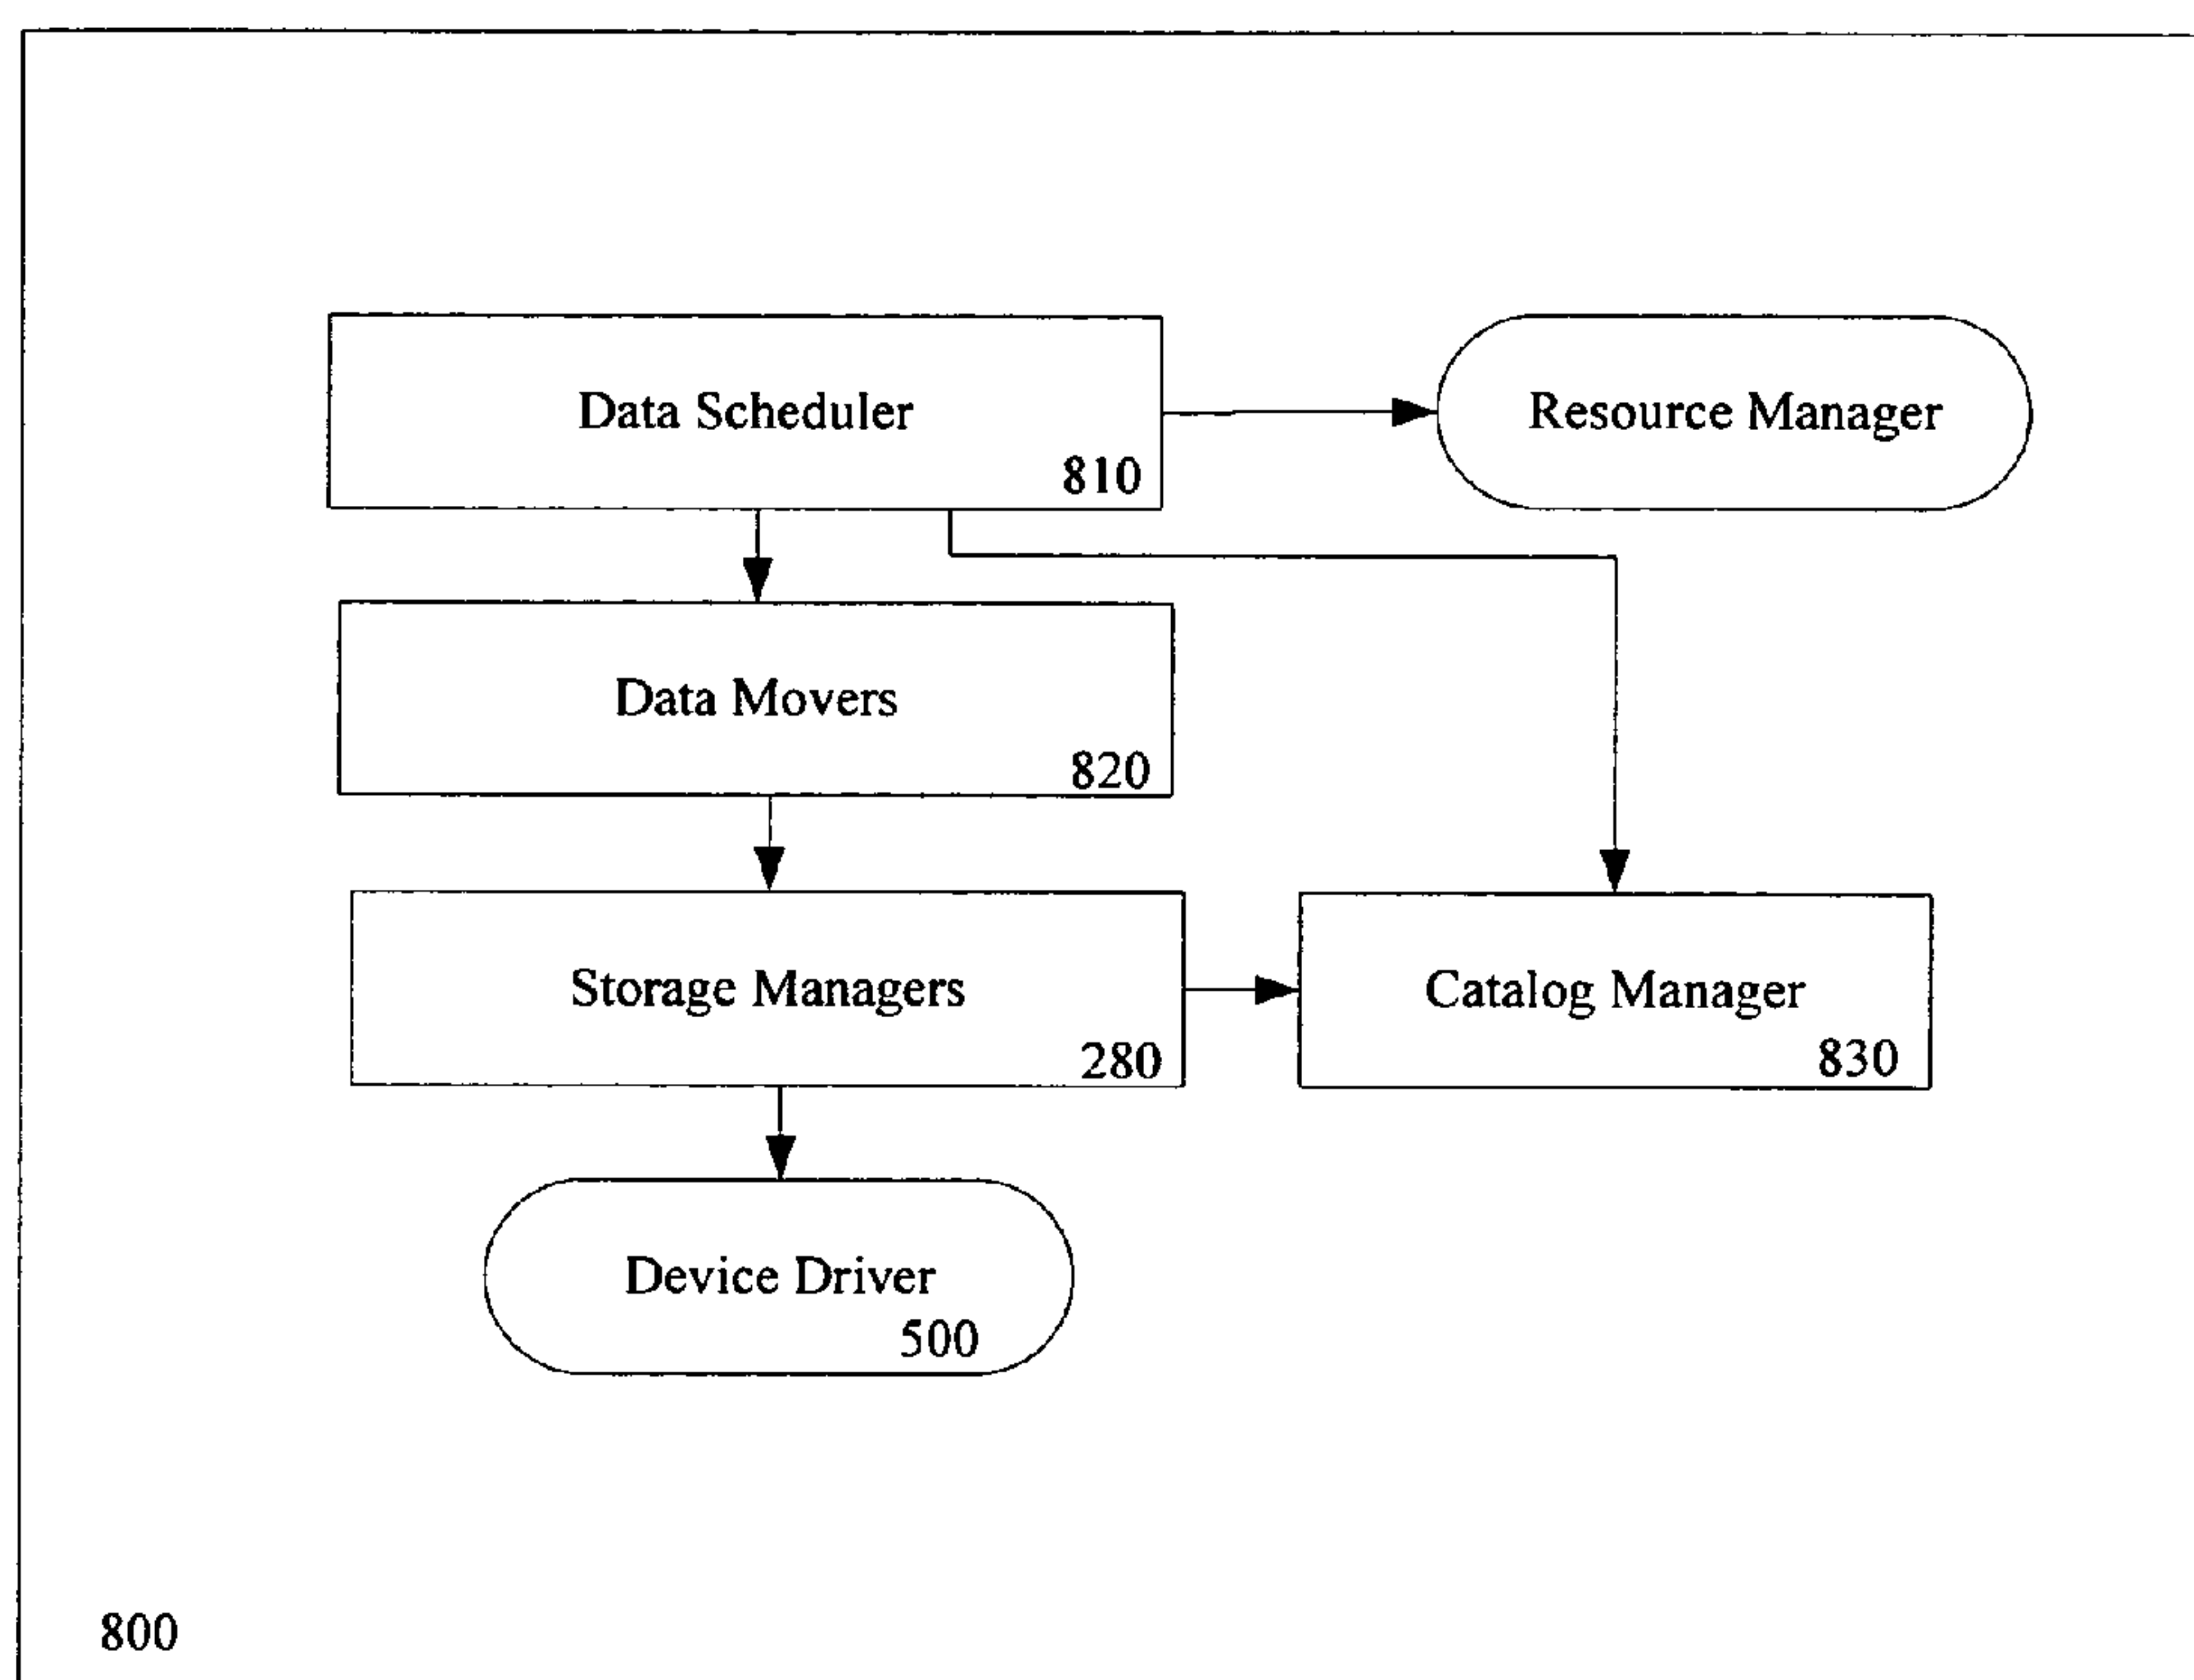 Data Scheduler
810
Resource Manager
Data Movers
820
Storage Managers
280
Catalog Manager
830
Device Driver
500
800